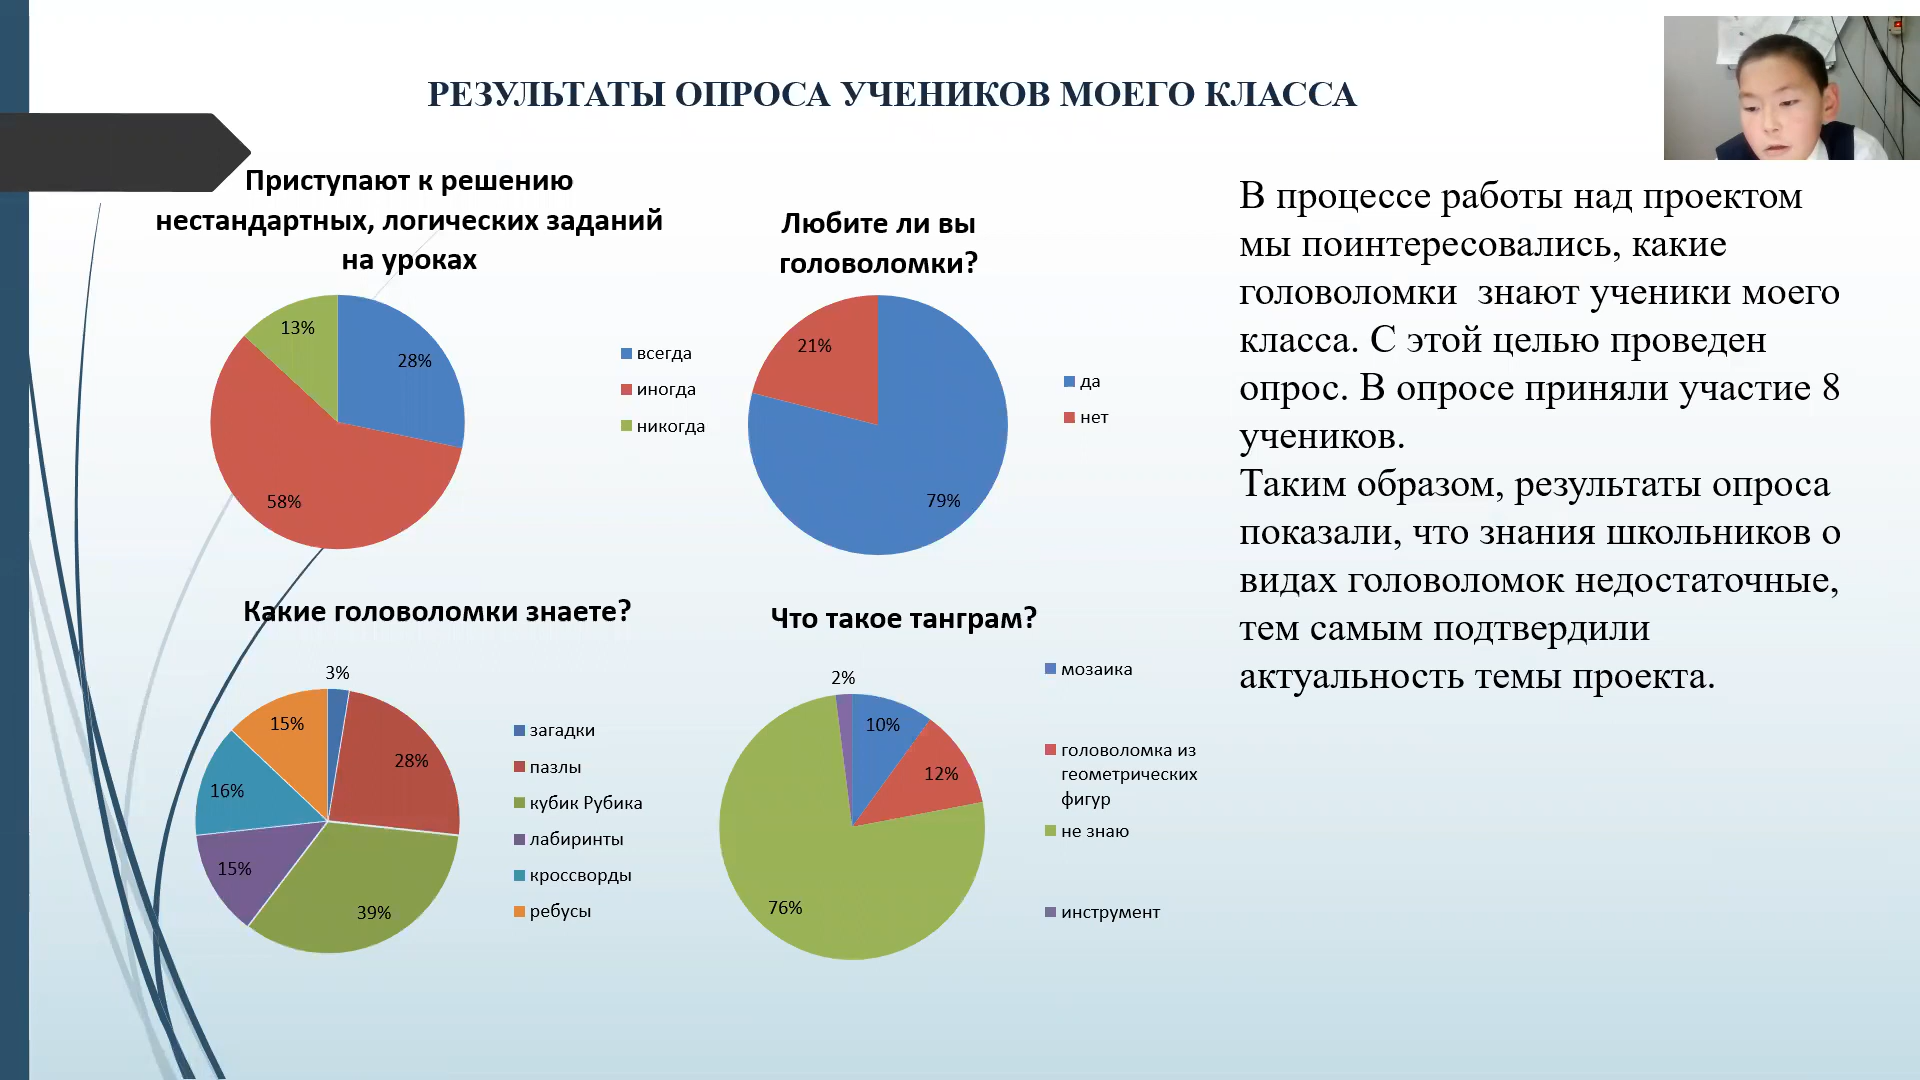 РЕЗУЛЬТАТЫ ОПРОСА УЧЕНИКОВ МОЕГО КЛАССА
Приступают к решению
нестандартных, логических заданий
на уроках
13%
28%
58%
всегда
иногда
никогда
Любите ли вы
головоломки?
21%
79%
да
нет
Какие головоломки знаете?
3%
15%
28%
16%
15%
39%
загадки
пазлы
кубик Рубика
лабиринты
кроссворды
ребусы
Что такое танграм?
2%
10%
12%
76%
мозаика
головоломка из
геометрических
фигур
не знаю
инструмент
В процессе работы над проектом
мы поинтересовались, какие
головоломки  знают ученики моего
класса. С этой целью проведен
опрос. В опросе приняли участие 8
учеников.
Таким образом, результаты опроса
показали, что знания школьников о
видах головоломок недостаточные,
тем самым подтвердили
актуальность темы проекта.